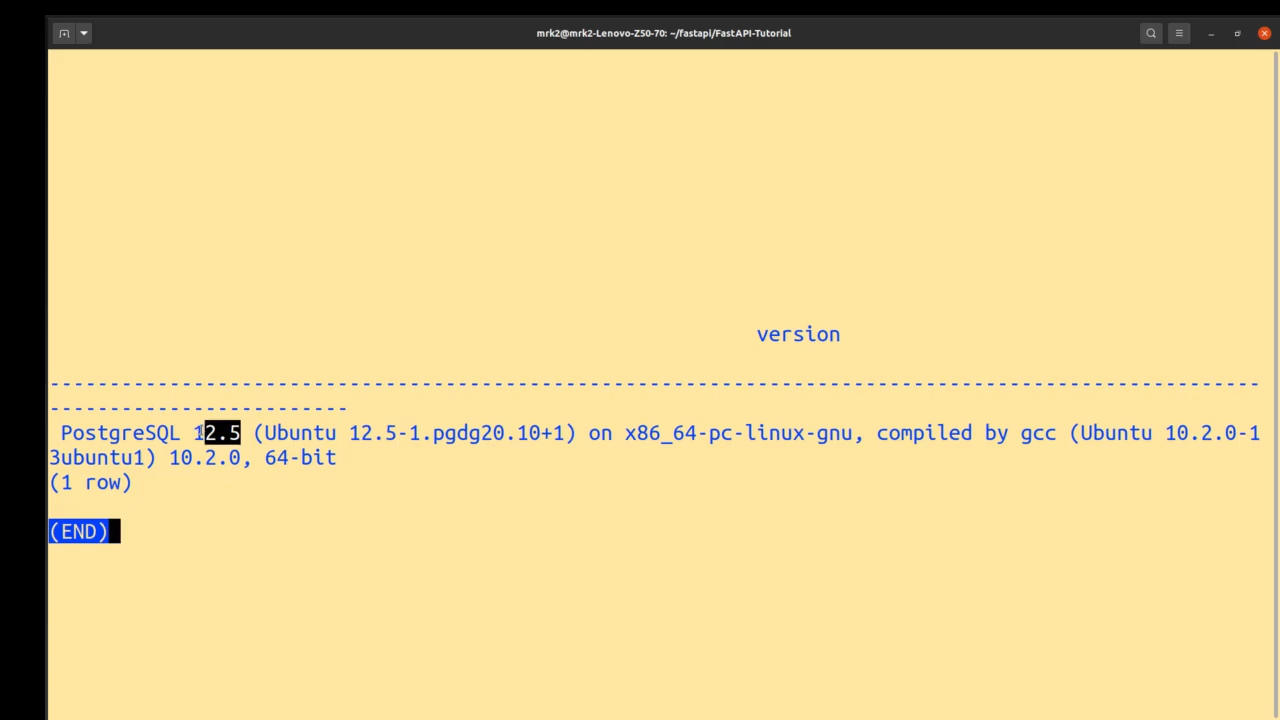 mrk2@mrk2-Lenovo-Z50-70: ~/fastapi/FastAPI-Tutorial
version
-----------------------------------------------------------------------------------------------------
-------------------------
PostgreSQL 12.5 (Ubuntu 12.5-1.pgdg20.10+1) on x86_64-pc-linux-gnu, compiled by gcc (Ubuntu 10.2.0-1
3ubuntu1) 10.2.0, 64-bit
(1 row)
(END)